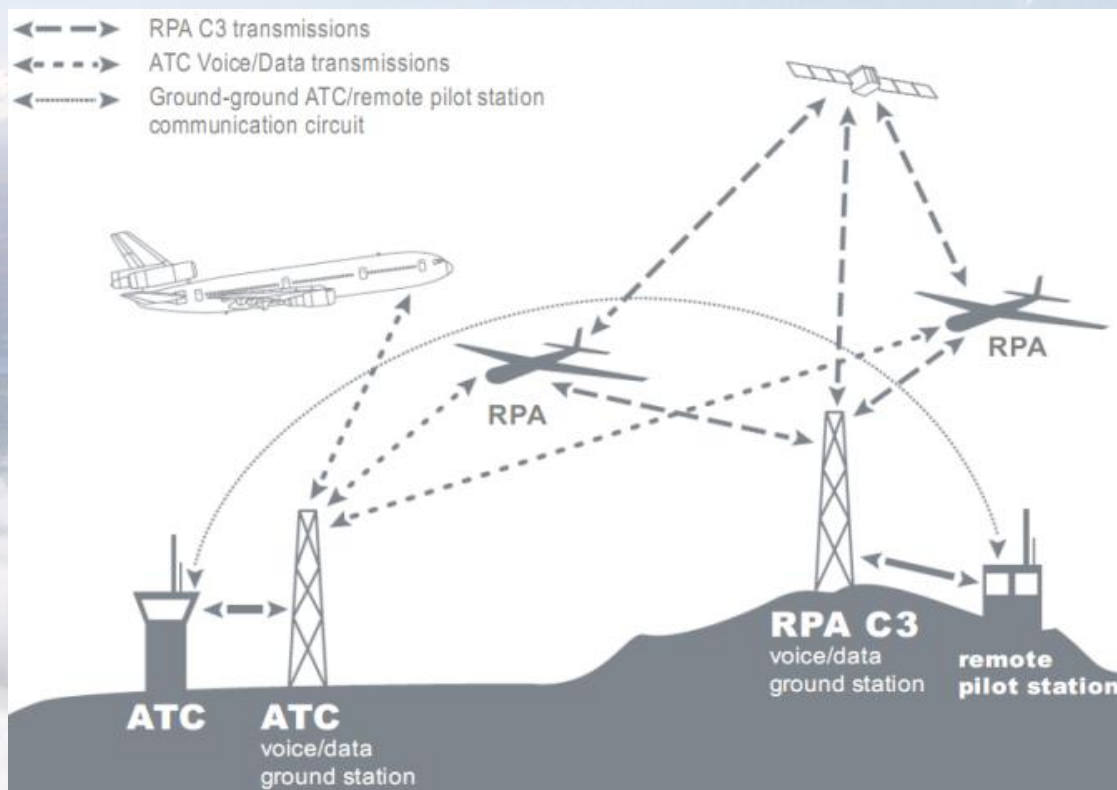 RPA C3 transmissions
ATC Voice/Data transmissions
Ground-ground ATC/remote pilot station
communication circuit
RPA
RPA
ATC
ATC
voice/data
ground station
RPA C3
voice/data
ground station
remote
pilot station